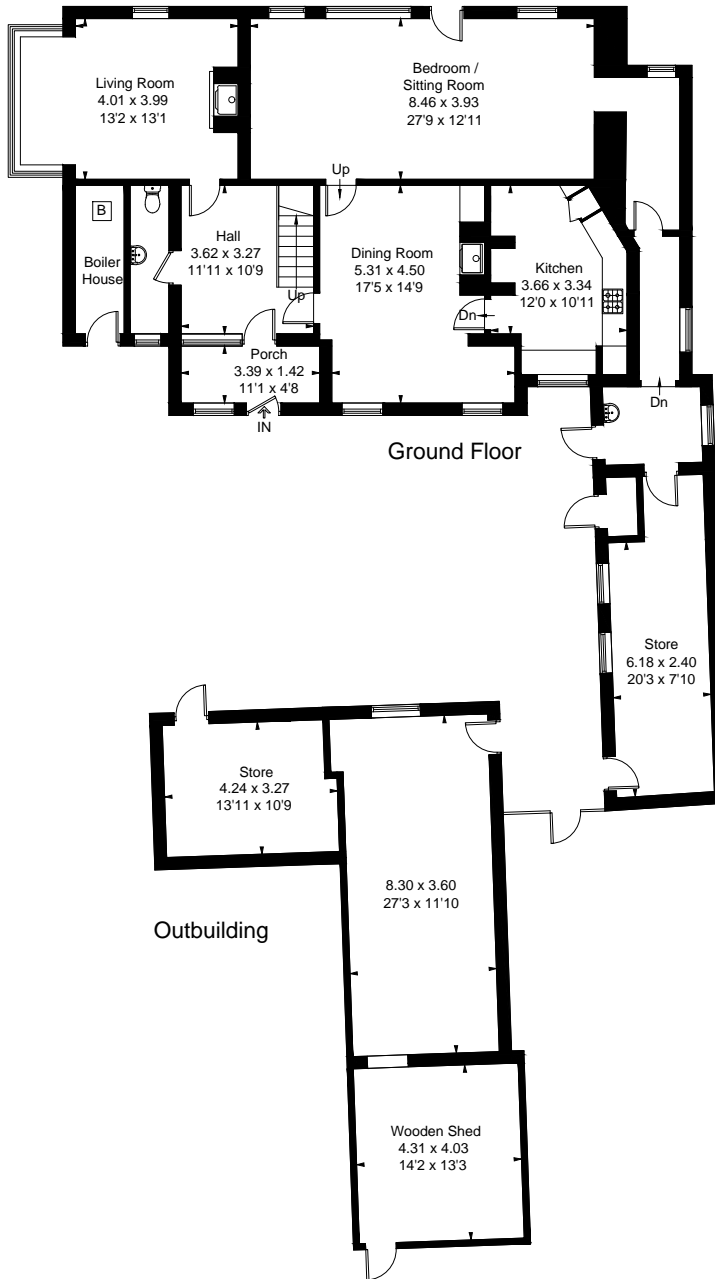 Living Room
4.01 x 3.99
13'2 x 13'1
Bedroom /
Sitting Room
8.46 x 3.93
27'9 x 12'11
Up
B
Boiler
House
Hall
3.62 x 3.27
11'11 x 10'9
Up
Dining Room
5.31 x 4.50
17'5 x 14'9
Kitchen
3.66 x 3.34
12'0 x 10'11
Dn
Porch
3.39 x 1.42
11'1 x 4'8
IN
Dn
Ground Floor
Store
6.18 x 2.40
20'3 x 7'10
Store
4.24 x 3.27
13'11 x 10'9
8.30 x 3.60
27'3 x 11'10
Outbuilding
Wooden Shed
4.31 x 4.03
14'2 x 13'3